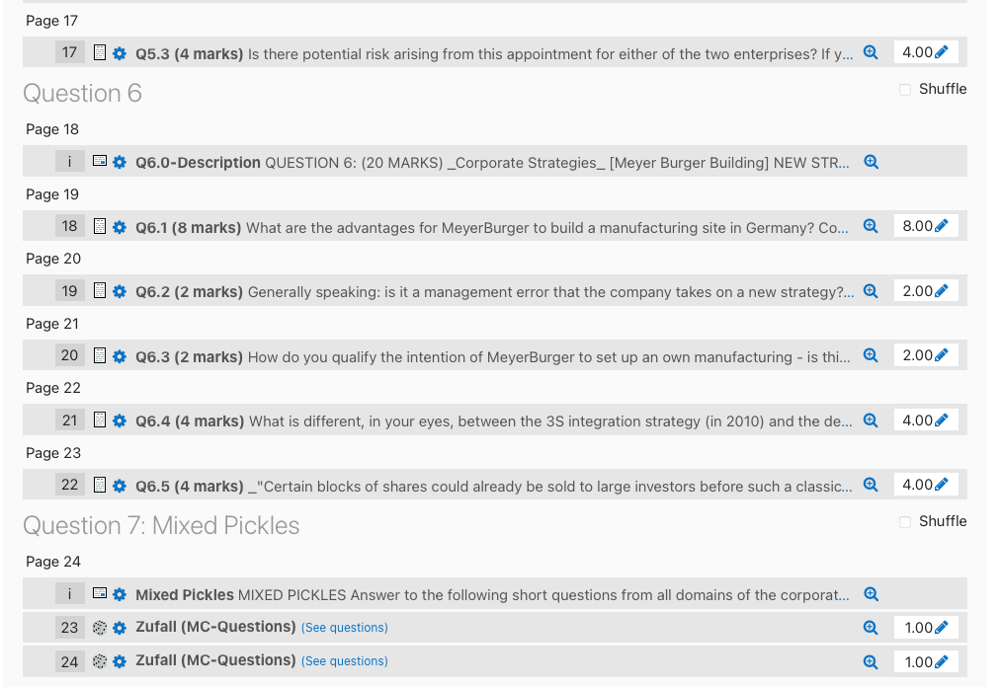 Page 17
17 Q5.3 (4 marks) Is there potential risk arising from this appointment for either of the two enterprises? If y... 4.00
Question 6 Shuffle
Page 18
i Q6.0-Description QUESTION 6: (20 MARKS) _Corporate Strategies_ [Meyer Burger Building] NEW STR...
Page 19
18 Q6.1 (8 marks) What are the advantages for MeyerBurger to build a manufacturing site in Germany? Co... 8.00
Page 20
19 Q6.2 (2 marks) Generally speaking: is it a management error that the company takes on a new strategy?... 2.00
Page 21
20 Q6.3 (2 marks) How do you qualify the intention of MeyerBurger to set up an own manufacturing - is thi... 2.00
Page 22
21 Q6.4 (4 marks) What is different, in your eyes, between the 3S integration strategy (in 2010) and the de... 4.00
Page 23
22 Q6.5 (4 marks) _"Certain blocks of shares could already be sold to large investors before such a classic... 4.00
Question 7: Mixed Pickles Shuffle
Page 24
i Mixed Pickles MIXED PICKLES Answer to the following short questions from all domains of the corporat...
23 Zufall (MC-Questions) (See questions) 1.00
24 Zufall (MC-Questions) (See questions) 1.00